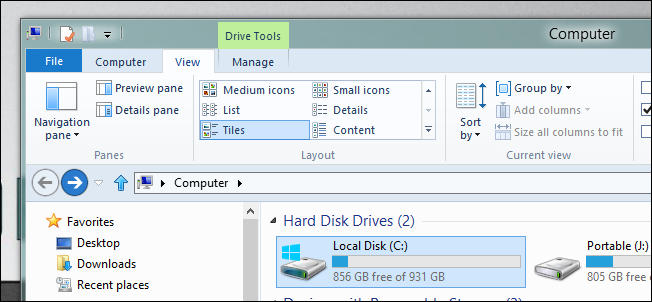 Drive Tools
Computer
File
Computer
View
Manage
Navigation pane
Preview pane
Details pane
Panes
Medium icons
Small icons
List
Details
Tiles
Content
Layout
Sort by
Group by
Add columns
Size all columns to fit
Current view
Computer
Favorites
Desktop
Downloads
Recent places
Hard Disk Drives (2)
Local Disk (C:)
856 GB free of 931 GB
Portable (J:)
805 GB free